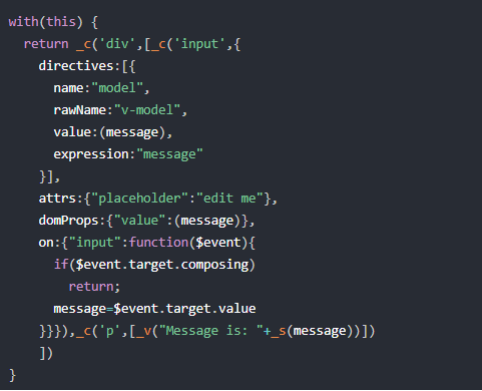 with(this) {
  return _c('div',[_c('input',{
    directives:[{
      name:"model",
      rawName:"v-model",
      value:(message),
      expression:"message"
    }],
    attrs:{"placeholder":"edit me"},
    domProps:{"value":(message)},
    on:{"input":function($event){
      if($event.target.composing)
        return;
      message=$event.target.value
    }}}),_c('p',[_v("Message is: "+_s(message))])
    ])
}